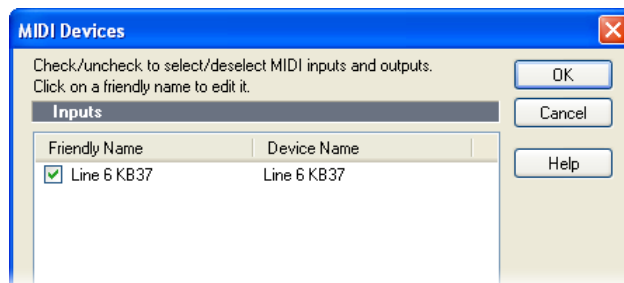 MIDI Devices
Check/uncheck to select/deselect MIDI inputs and outputs.
Click on a friendly name to edit it.
OK
Inputs
Cancel
Friendly Name Device Name
Help
Line 6 KB37 Line 6 KB37